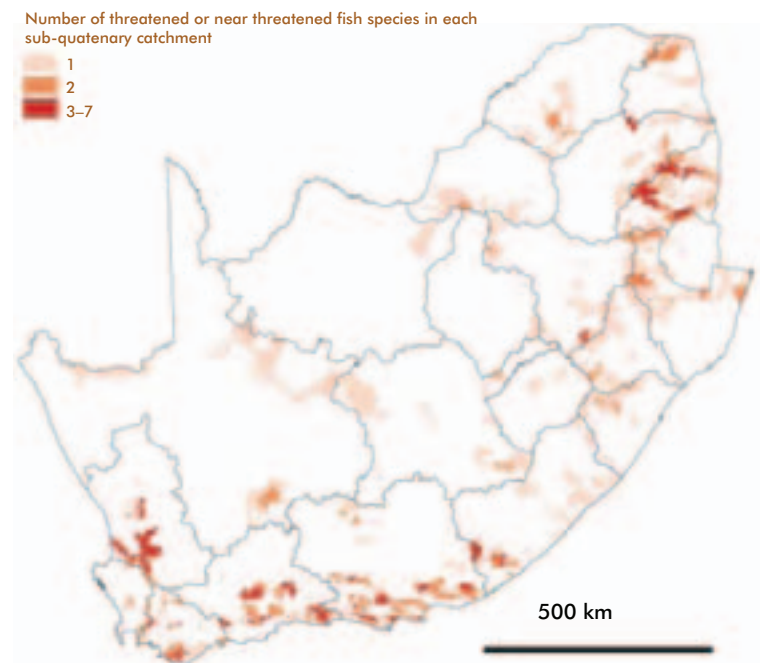 Number of threatened or near threatened fish species in each
sub-quatenary catchment
1
2
3–7
500 km